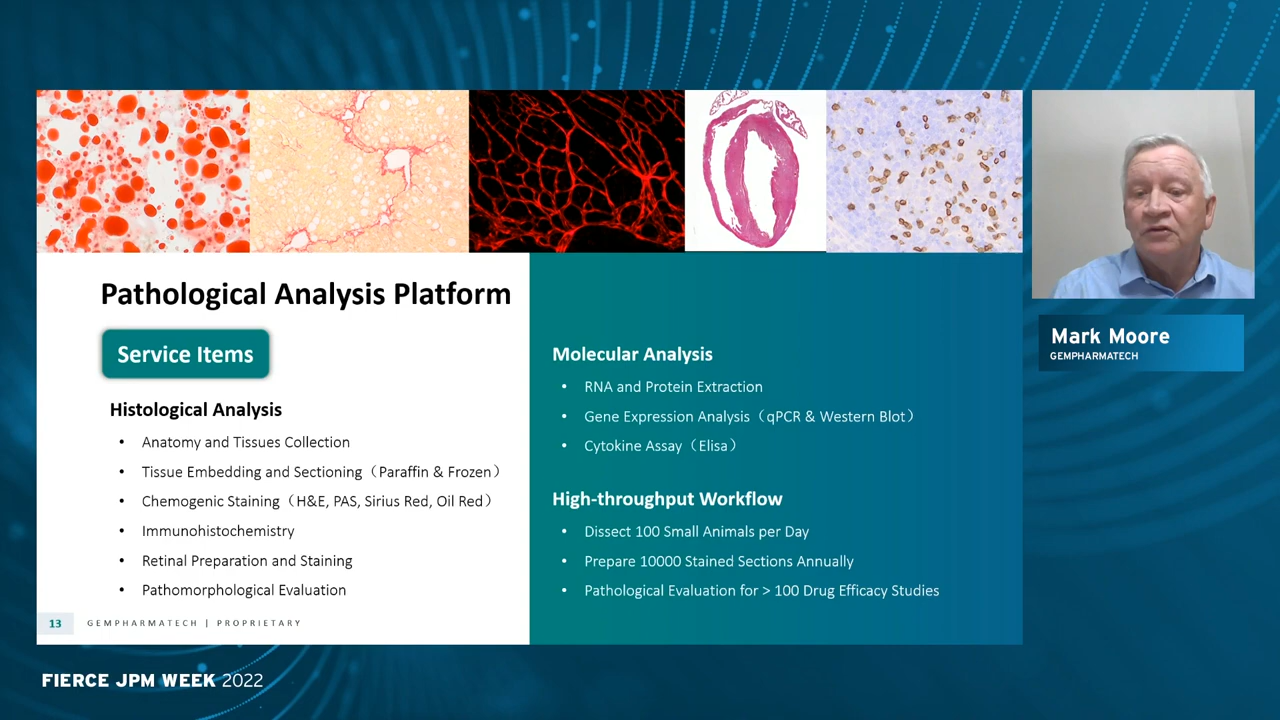 Pathological Analysis Platform
Service Items
Histological Analysis
• Anatomy and Tissues Collection
• Tissue Embedding and Sectioning（Paraffin & Frozen）
• Chemogenic Staining（H&E, PAS, Sirius Red, Oil Red）
• Immunohistochemistry
• Retinal Preparation and Staining
• Pathomorphological Evaluation
13
GEMPHARMATECH | PROPRIETARY
Molecular Analysis
• RNA and Protein Extraction
• Gene Expression Analysis（qPCR & Western Blot）
• Cytokine Assay（Elisa）
High-throughput Workflow
• Dissect 100 Small Animals per Day
• Prepare 10000 Stained Sections Annually
• Pathological Evaluation for > 100 Drug Efficacy Studies
Mark Moore
GEMPHARMATECH
FIERCE JPM WEEK 2022